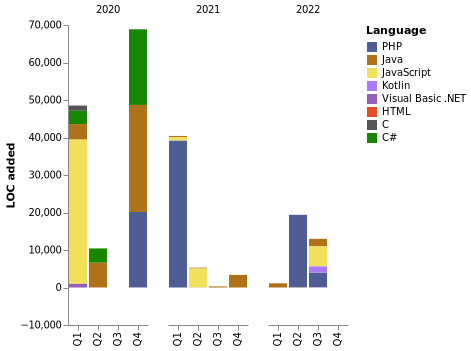 2020 2021 2022
LOC added
70,000
60,000
50,000
40,000
30,000
20,000
10,000
0
−10,000
Q1 Q2 Q3 Q4 Q1 Q2 Q3 Q4 Q1 Q2 Q3 Q4
Language
PHP
Java
JavaScript
Kotlin
Visual Basic .NET
HTML
C
C#